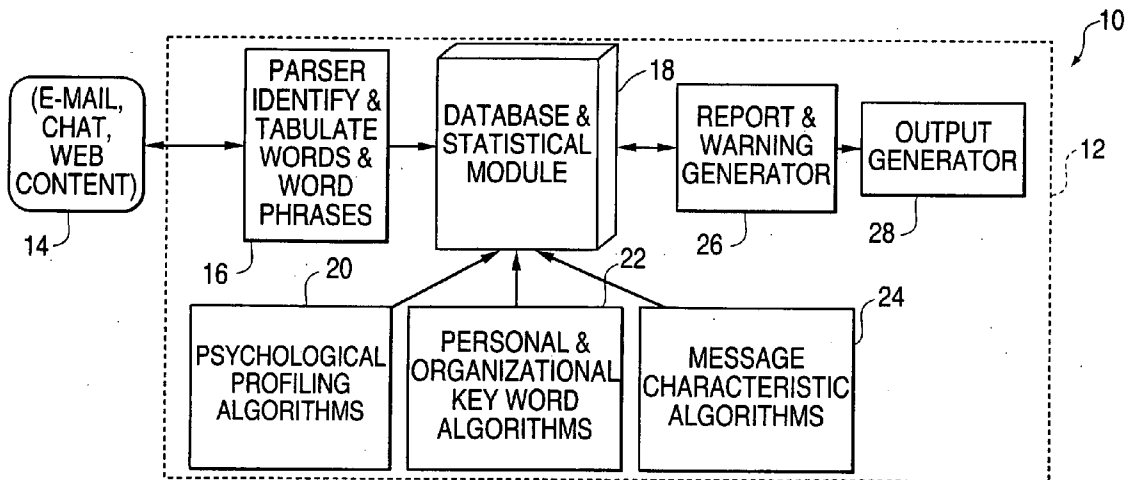 10
(E-MAIL,
CHAT,
WEB
CONTENT)
14
PARSER
IDENTIFY &
TABULATE
WORDS &
WORD
PHRASES
16
DATABASE &
STATISTICAL
MODULE
18
REPORT &
WARNING
GENERATOR
26
OUTPUT
GENERATOR
28
12
20
PSYCHOLOGICAL
PROFILING
ALGORITHMS
22
PERSONAL &
ORGANIZATIONAL
KEY WORD
ALGORITHMS
24
MESSAGE
CHARACTERISTIC
ALGORITHMS